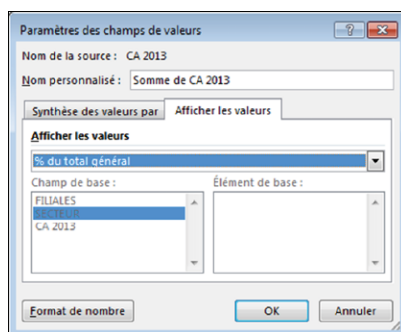 Paramètres des champs de valeurs
Nom de la source : CA 2013
Nom personnalisé : Somme de CA 2013
Synthèse des valeurs par Afficher les valeurs
Afficher les valeurs
% du total général
Champ de base : Élément de base :
FILIALES
SECTEUR
CA 2013
Format de nombre OK Annuler